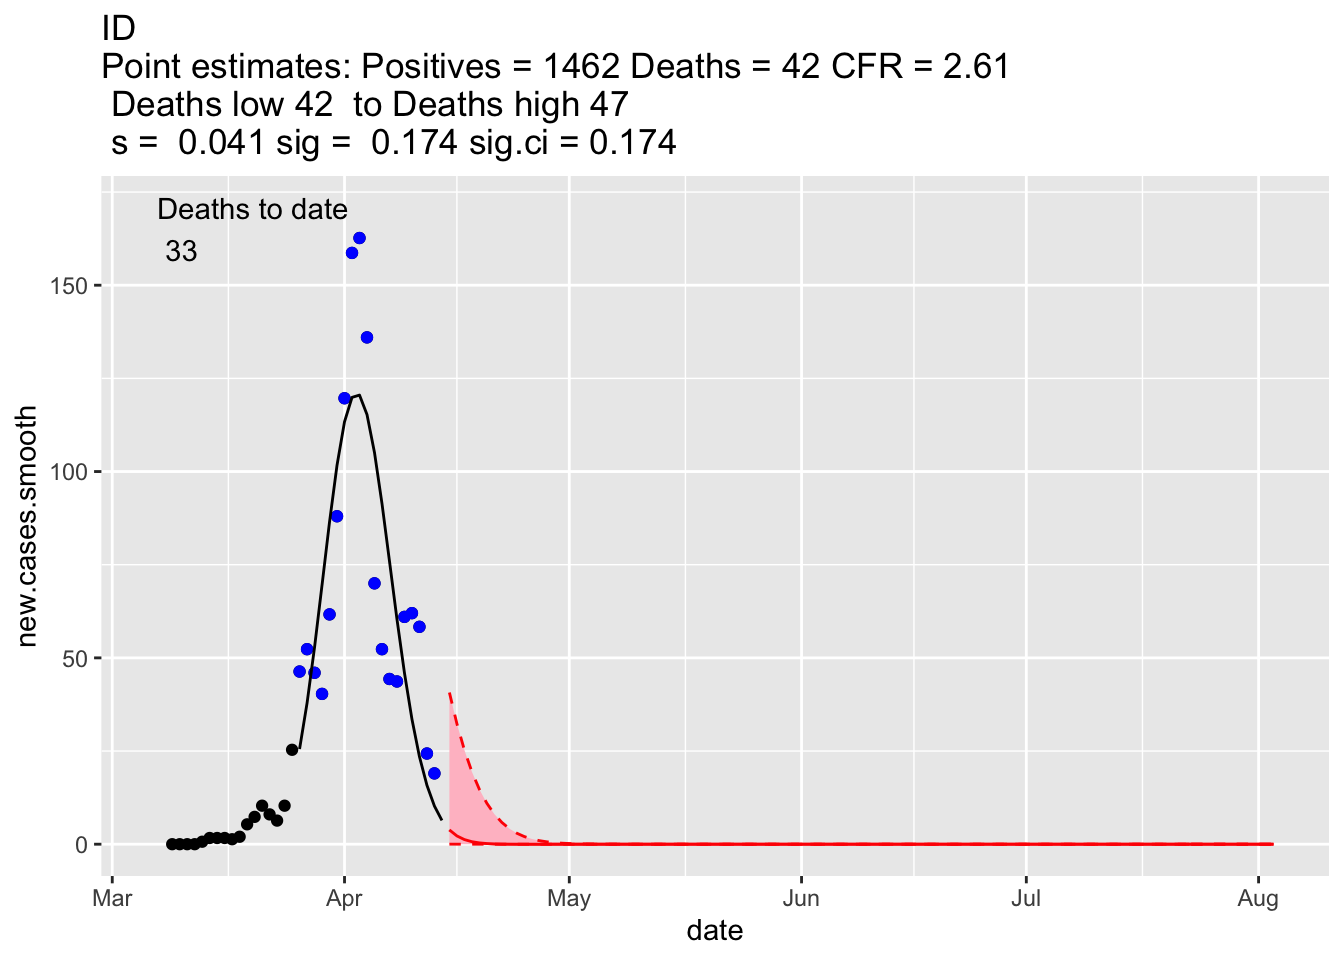 ID
Point estimates: Positives = 1462 Deaths = 42 CFR = 2.61
Deaths low 42  to Deaths high 47
s =  0.041 sig =  0.174 sig.ci = 0.174
Deaths to date
33
150
100
50
0
new.cases.smooth
Mar Apr May Jun Jul Aug
date